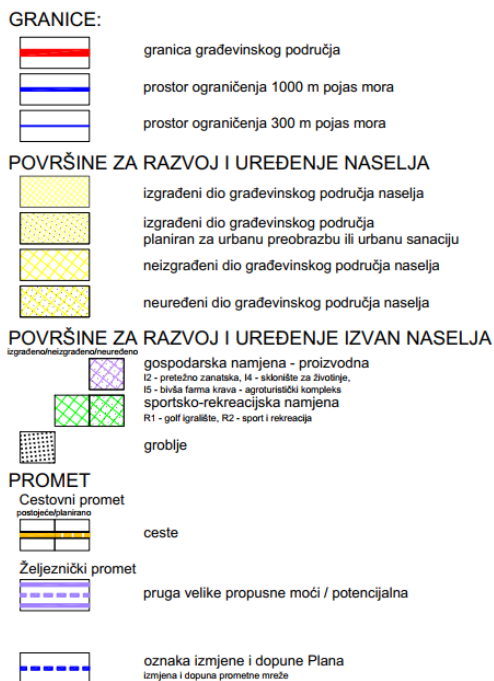 GRANICE:
granica građevinskog područja
prostor ograničenja 1000 m pojas mora
prostor ograničenja 300 m pojas mora
POVRŠINE ZA RAZVOJ I UREĐENJE NASELJA
izgrađeni dio građevinskog područja naselja
izgrađeni dio građevinskog područja
planiran za urbanu preobrazbu ili urbanu sanaciju
neizgrađeni dio građevinskog područja naselja
neuređeni dio građevinskog područja naselja
POVRŠINE ZA RAZVOJ I UREĐENJE IZVAN NASELJA
izgrađeno/neizgrađeno/neuređeno
gospodarska namjena - proizvodna
I2 - pretežno zanatska, I4 - sklonište za životinje,
I5 - bivša farma krava - agroturistički kompleks
sportsko-rekreacijska namjena
R1 - golf igralište, R2 - sport i rekreacija
groblje
PROMET
Cestovni promet
postojeće/planirano
ceste
Željeznički promet
pruga velike propusne moći / potencijalna
oznaka izmjene i dopune Plana
izmjena i dopuna prometne mreže